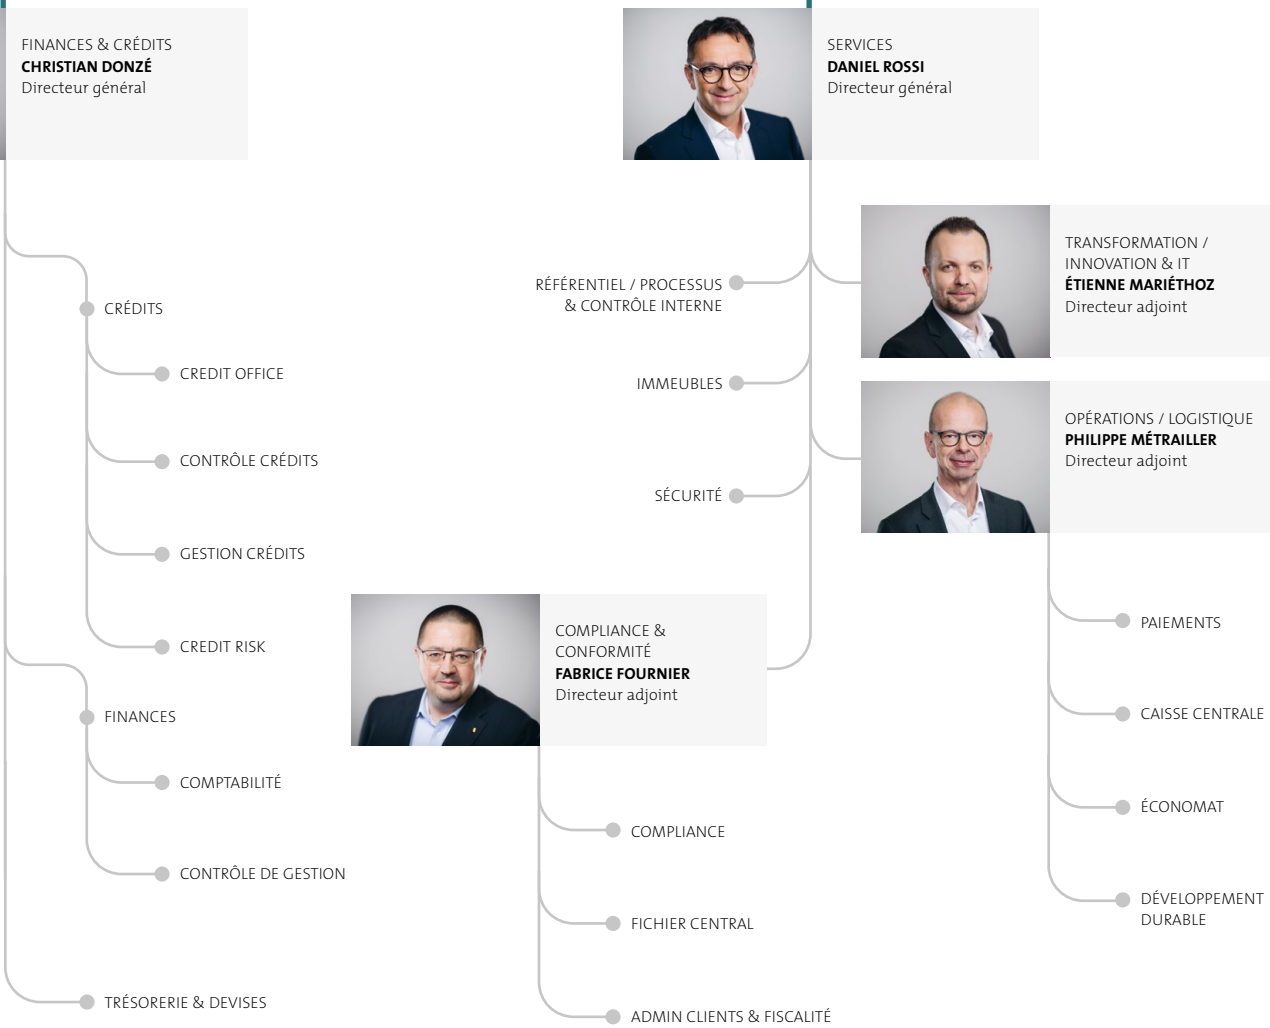 FINANCES & CRÉDITS
CHRISTIAN DONZÉ
Directeur général
CRÉDITS
CREDIT OFFICE
CONTRÔLE CRÉDITS
GESTION CRÉDITS
CREDIT RISK
FINANCES
COMPTABILITÉ
CONTRÔLE DE GESTION
TRÉSORERIE & DEVISES
SERVICES
DANIEL ROSSI
Directeur général
RÉFÉRENTIEL / PROCESSUS
& CONTRÔLE INTERNE
IMMEUBLES
SÉCURITÉ
COMPLIANCE &
CONFORMITÉ
FABRICE FOURNIER
Directeur adjoint
COMPLIANCE
FICHIER CENTRAL
ADMIN CLIENTS & FISCALITÉ
TRANSFORMATION /
INNOVATION & IT
ÉTIENNE MARIÉTHOZ
Directeur adjoint
OPÉRATIONS / LOGISTIQUE
PHILIPPE MÉTRAILLER
Directeur adjoint
PAIEMENTS
CAISSE CENTRALE
ÉCONOMAT
DÉVELOPPEMENT
DURABLE